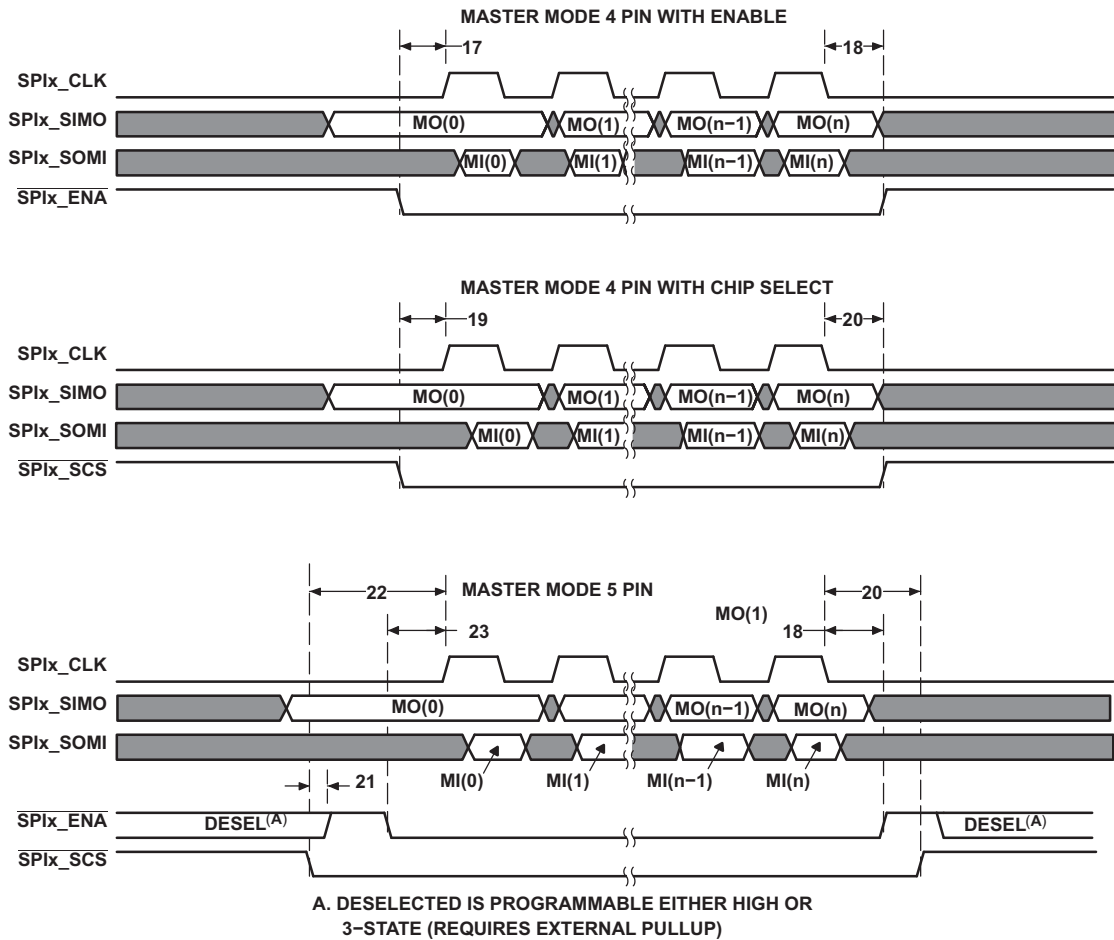 MASTER MODE 4 PIN WITH ENABLE
17
18
SPIx_CLK
SPIx_SIMO
MO(0)
MO(1)
MO(n−1)
MO(n)
SPIx_SOMI
MI(0)
MI(1)
MI(n−1)
MI(n)
SPIx_ENA
MASTER MODE 4 PIN WITH CHIP SELECT
19
20
SPIx_CLK
SPIx_SIMO
MO(0)
MO(1)
MO(n−1)
MO(n)
SPIx_SOMI
MI(0)
MI(1)
MI(n−1)
MI(n)
SPIx_SCS
22
MASTER MODE 5 PIN
20
MO(1)
23
18
SPIx_CLK
SPIx_SIMO
MO(0)
MO(n−1)
MO(n)
SPIx_SOMI
MI(0)
MI(1)
MI(n−1)
MI(n)
21
SPIx_ENA
DESEL(A)
DESEL(A)
SPIx_SCS
A. DESELECTED IS PROGRAMMABLE EITHER HIGH OR
3−STATE (REQUIRES EXTERNAL PULLUP)